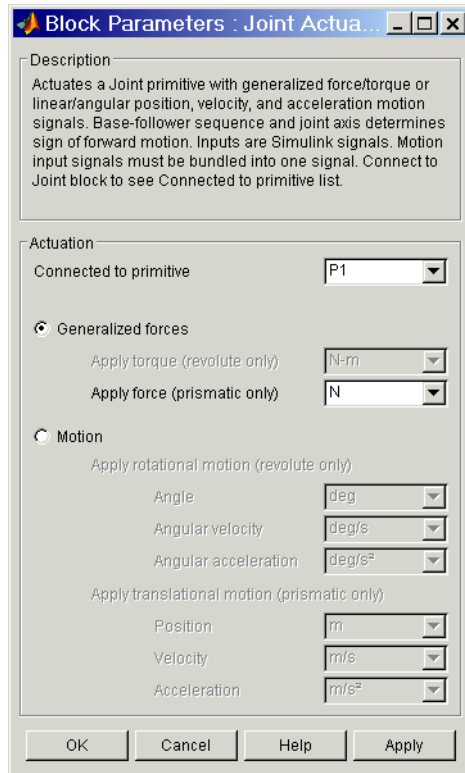 Block Parameters : Joint Actua...
Description
Actuates a Joint primitive with generalized force/torque or
linear/angular position, velocity, and acceleration motion
signals. Base-follower sequence and joint axis determines
sign of forward motion. Inputs are Simulink signals. Motion
input signals must be bundled into one signal. Connect to
Joint block to see Connected to primitive list.
Actuation
Connected to primitive P1
Generalized forces
Apply torque (revolute only) N-m
Apply force (prismatic only) N
Motion
Apply rotational motion (revolute only)
Angle deg
Angular velocity deg/s
Angular acceleration deg/s²
Apply translational motion (prismatic only)
Position m
Velocity m/s
Acceleration m/s²
OK Cancel Help Apply